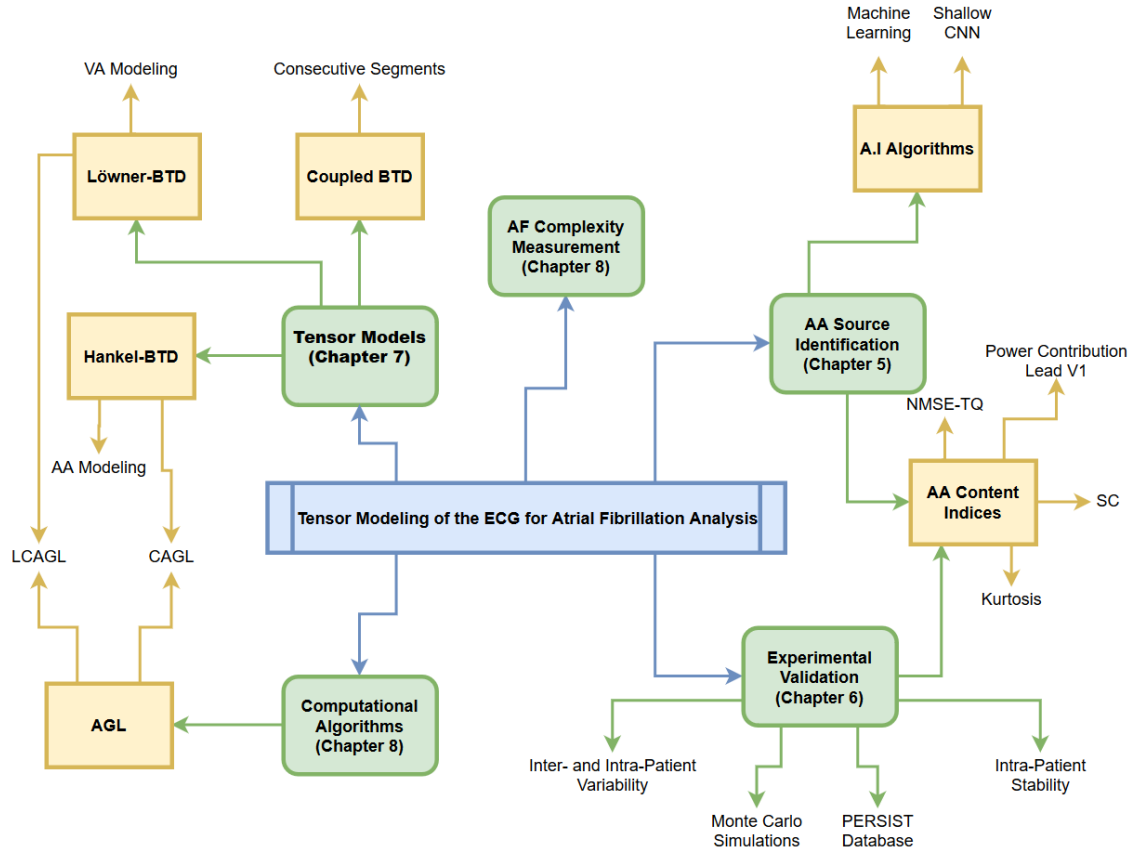 Machine
Learning
Shallow
CNN
VA Modeling
Consecutive Segments
A.I Algorithms
Löwner-BTD
Coupled BTD
AF Complexity
Measurement
(Chapter 8)
Tensor Models
(Chapter 7)
AA Source
Identification
(Chapter 5)
Hankel-BTD
Power Contribution
Lead V1
NMSE-TQ
AA Modeling
AA Content
Indices
SC
Tensor Modeling of the ECG for Atrial Fibrillation Analysis
LCAGL
CAGL
Kurtosis
Experimental
Validation
(Chapter 6)
AGL
Computational
Algorithms
(Chapter 8)
Inter- and Intra-Patient
Variability
Intra-Patient
Stability
Monte Carlo
Simulations
PERSIST
Database